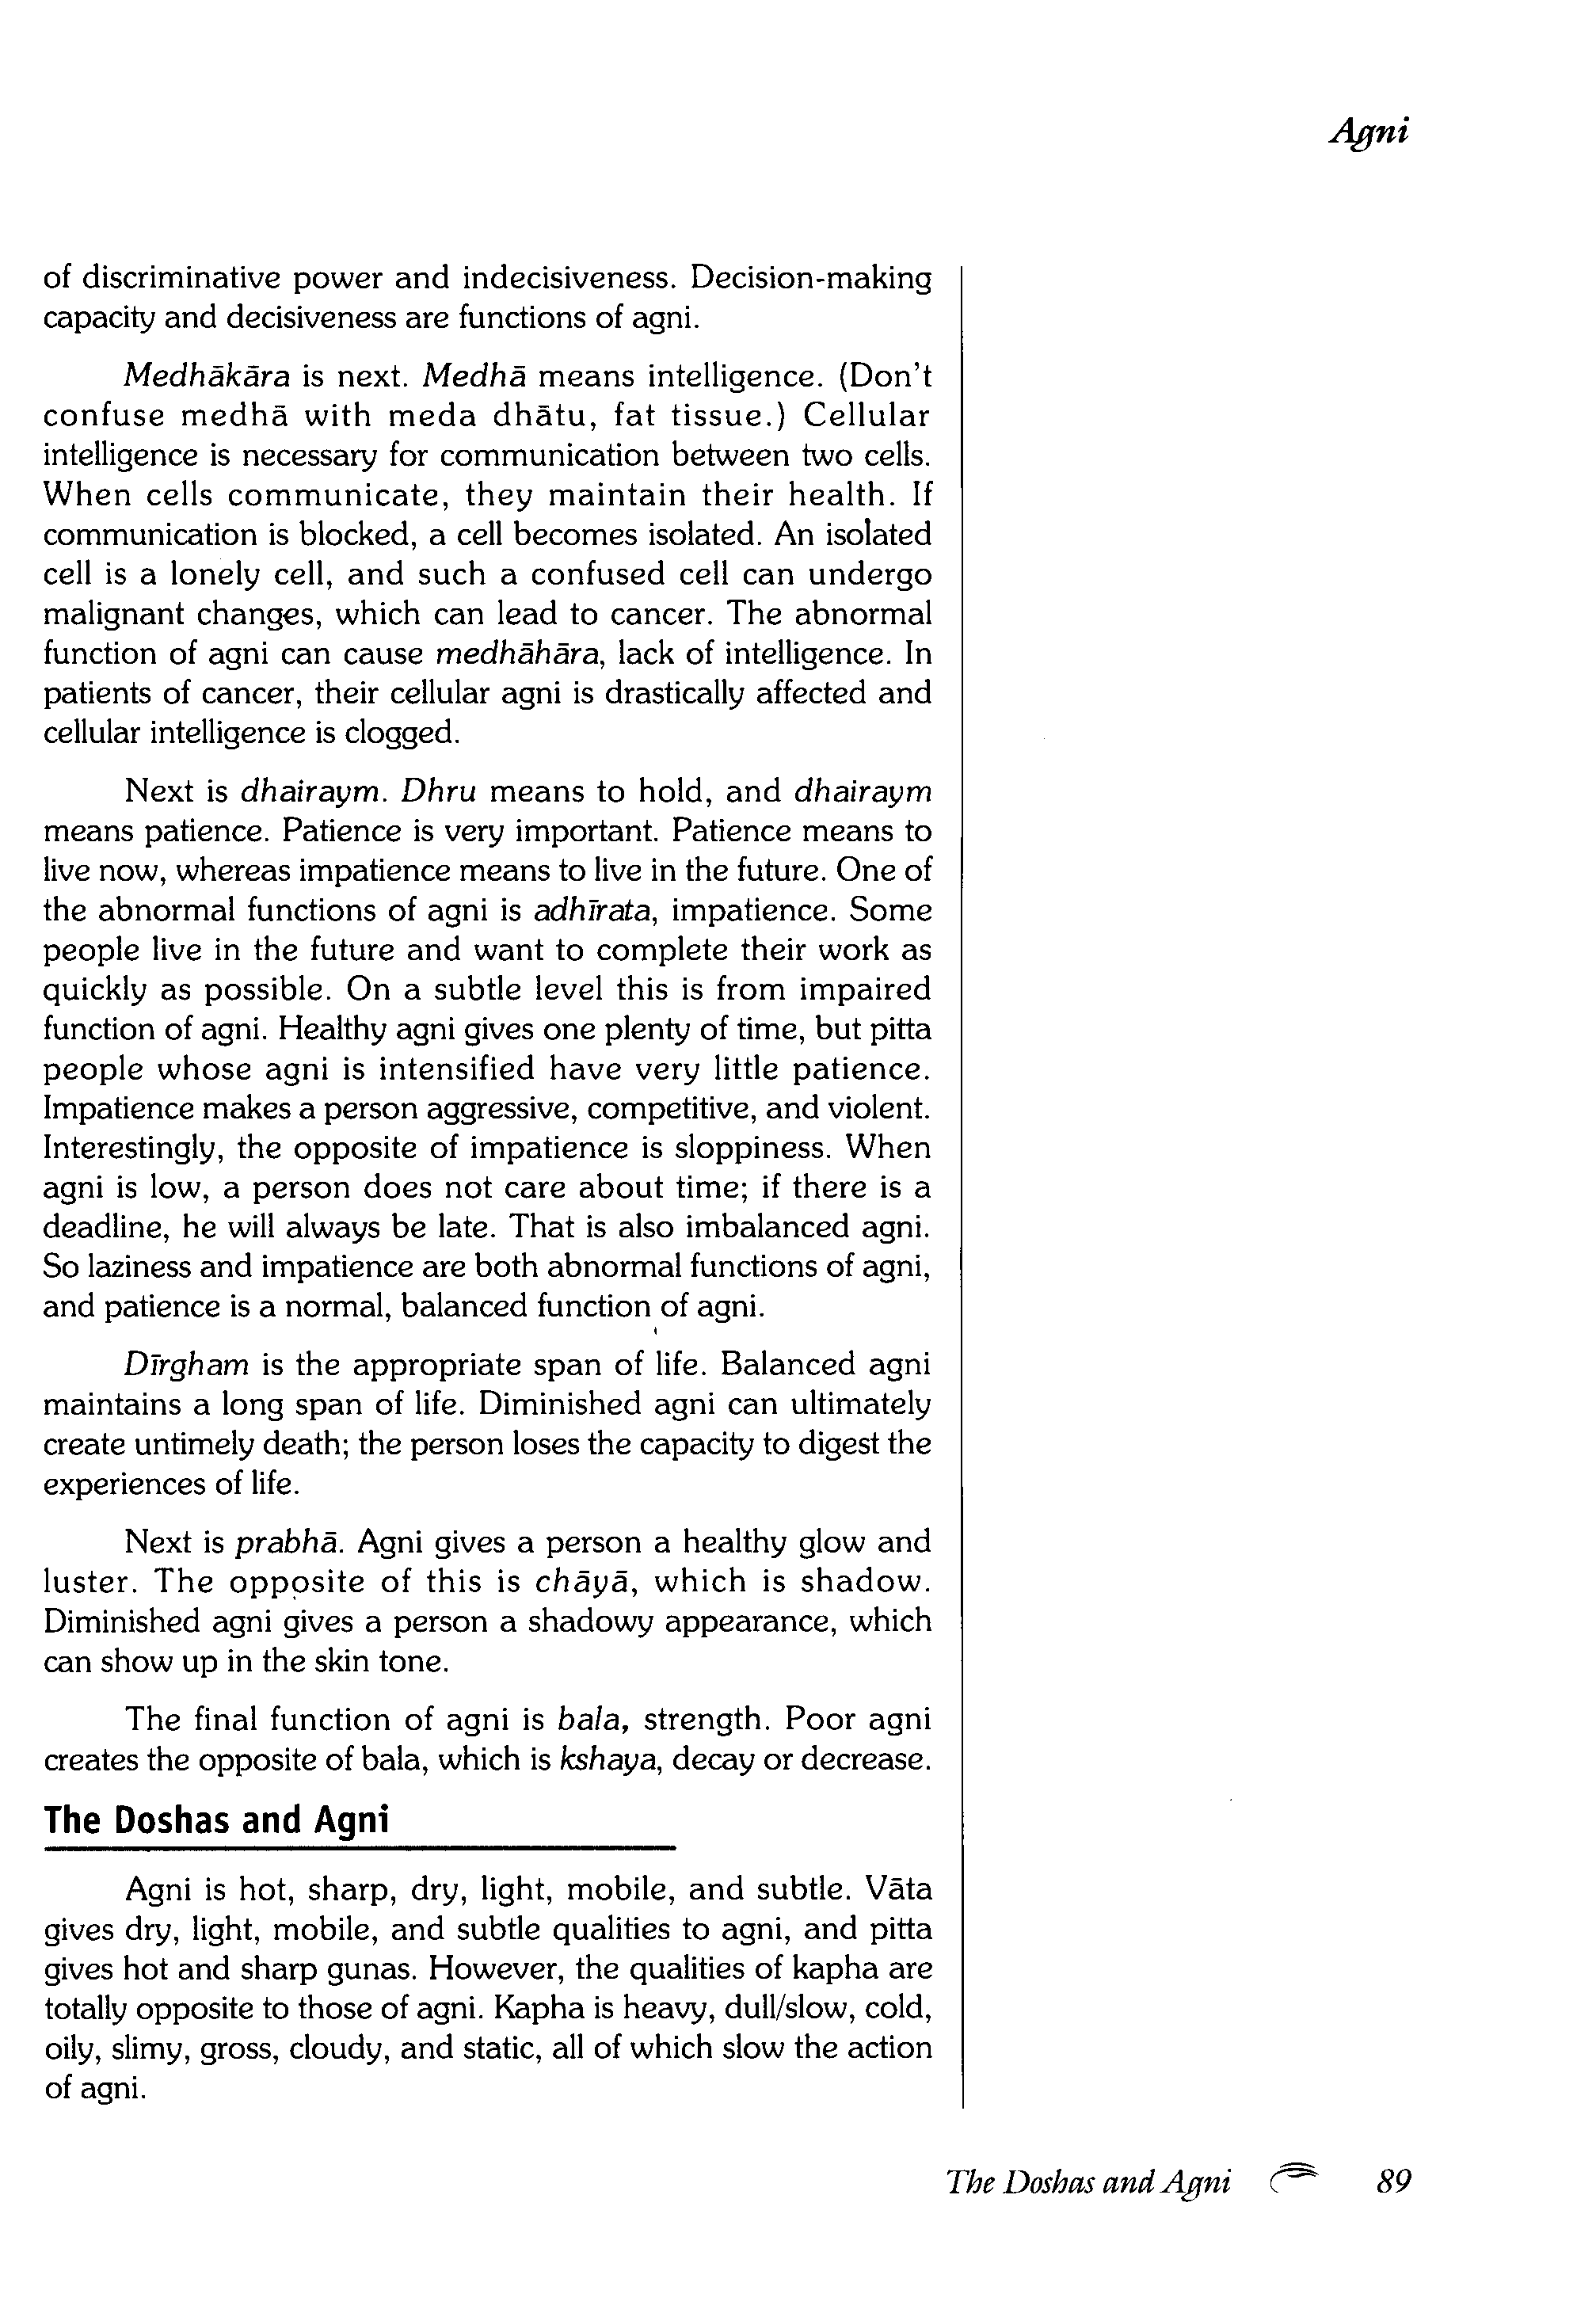 Agni
of discriminative power and indecisiveness. Decision-making
capacity and decisiveness are functions of agni.
Medhākāra is next. Medhā means intelligence. (Don't
confuse medhā with meda dhātu, fat tissue.) Cellular
intelligence is necessary for communication between two cells.
When cells communicate, they maintain their health. If
communication is blocked, a cell becomes isolated. An isolated
cell is a lonely cell, and such a confused cell can undergo
malignant changes, which can lead to cancer. The abnormal
function of agni can cause medhāhāra, lack of intelligence. In
patients of cancer, their cellular agni is drastically affected and
cellular intelligence is clogged.
Next is dhairaym. Dhru means to hold, and dhairaym
means patience. Patience is very important. Patience means to
live now, whereas impatience means to live in the future. One of
the abnormal functions of agni is adhīrata, impatience. Some
people live in the future and want to complete their work as
quickly as possible. On a subtle level this is from impaired
function of agni. Healthy agni gives one plenty of time, but pitta
people whose agni is intensified have very little patience.
Impatience makes a person aggressive, competitive, and violent.
Interestingly, the opposite of impatience is sloppiness. When
agni is low, a person does not care about time; if there is a
deadline, he will always be late. That is also imbalanced agni.
So laziness and impatience are both abnormal functions of agni,
and patience is a normal, balanced function of agni.
Dīrgham is the appropriate span of life. Balanced agni
maintains a long span of life. Diminished agni can ultimately
create untimely death; the person loses the capacity to digest the
experiences of life.
Next is prabhā. Agni gives a person a healthy glow and
luster. The opposite of this is chāyā, which is shadow.
Diminished agni gives a person a shadowy appearance, which
can show up in the skin tone.
The final function of agni is bala, strength. Poor agni
creates the opposite of bala, which is kshaya, decay or decrease.
The Doshas and Agni
Agni is hot, sharp, dry, light, mobile, and subtle. Vāta
gives dry, light, mobile, and subtle qualities to agni, and pitta
gives hot and sharp gunas. However, the qualities of kapha are
totally opposite to those of agni. Kapha is heavy, dull/slow, cold,
oily, slimy, gross, cloudy, and static, all of which slow the action
of agni.
The Doshas and Agni 89